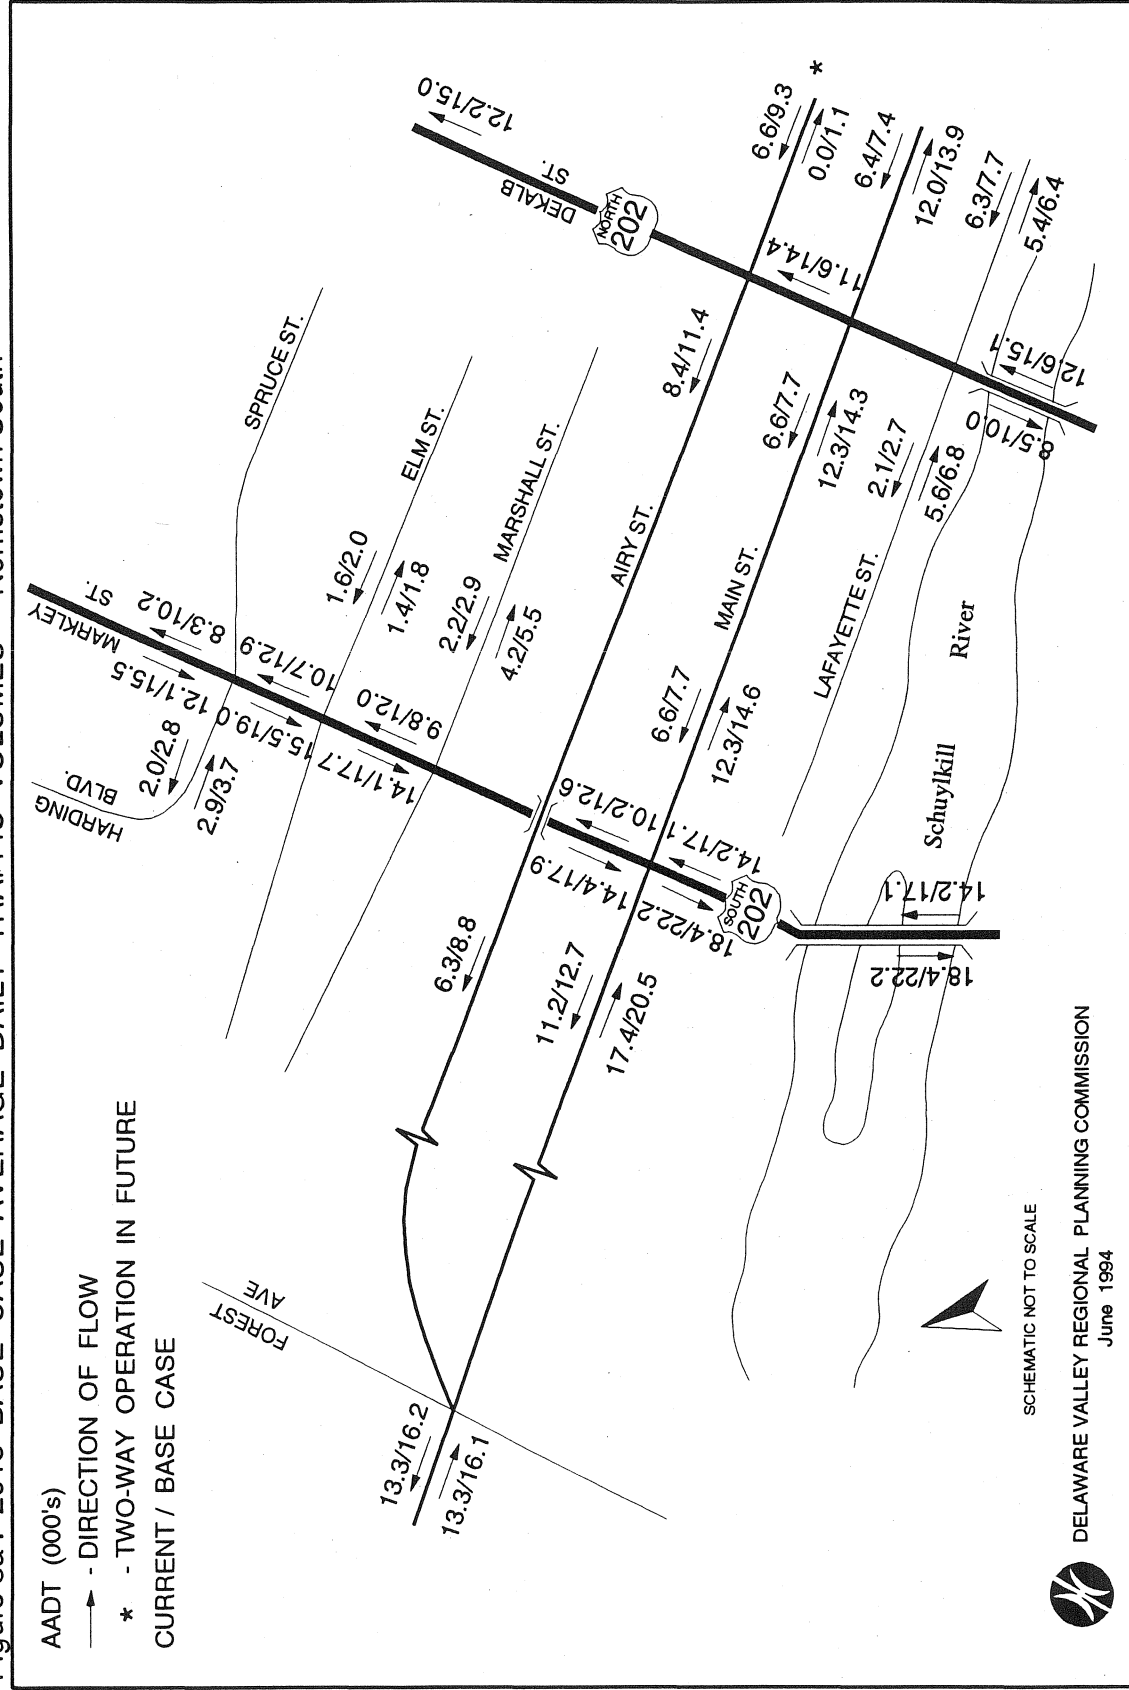 AADT (000's)
- DIRECTION OF FLOW
* - TWO-WAY OPERATION IN FUTURE
CURRENT / BASE CASE
HARDING
BLVD.
MARKLEY
ST.
SPRUCE ST.
ELM ST.
MARSHALL ST.
DEKALB
ST.
NORTH
202
AIRY ST.
MAIN ST.
LAFAYETTE ST.
FOREST
AVE
SOUTH
202
Schuylkill
River
2.0/2.8
2.9/3.7
12.1/15.5
8.3/10.2
15.5/19.0
10.7/12.9
14.1/17.7
9.8/12.0
1.6/2.0
1.4/1.8
2.2/2.9
4.2/5.5
12.2/15.0
6.6/9.3
*
0.0/1.1
6.4/7.4
12.0/13.9
6.3/7.7
5.4/6.4
11.6/14.4
8.4/11.4
6.6/7.7
12.3/14.3
2.1/2.7
5.6/6.8
12.6/15.1
8.5/10.0
6.6/7.7
12.3/14.6
10.2/12.6
14.4/17.9
14.2/17.1
18.4/22.2
6.3/8.8
11.2/12.7
17.4/20.5
14.2/17.1
18.4/22.2
13.3/16.2
13.3/16.1
SCHEMATIC NOT TO SCALE
DELAWARE VALLEY REGIONAL PLANNING COMMISSION
June 1994